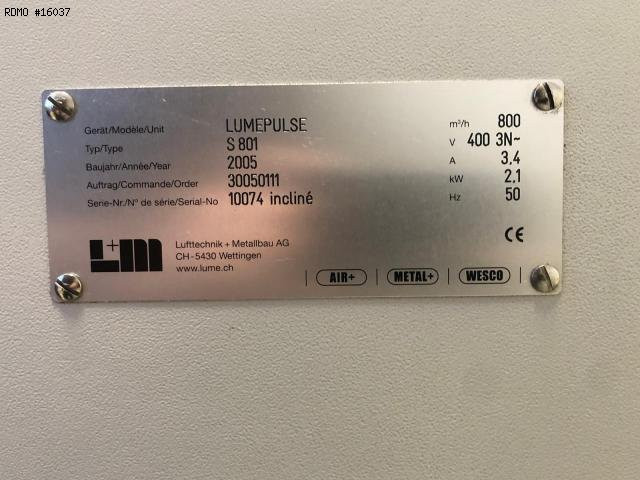 RDMO #16037
Gerät/Modèle/Unit LUMEPULSE m³/h 800
Typ/Type S 801 V 400 3N~
Baujahr/Année/Year 2005 A 3,4
Auftrag/Commande/Order 30050111 kW 2,1
Serie-Nr./N° de série/Serial-No 10074 incliné Hz 50
L+M
Lufttechnik + Metallbau AG
CH-5430 Wettingen
www.lume.ch
CE
AIR+ METAL+ WESCO